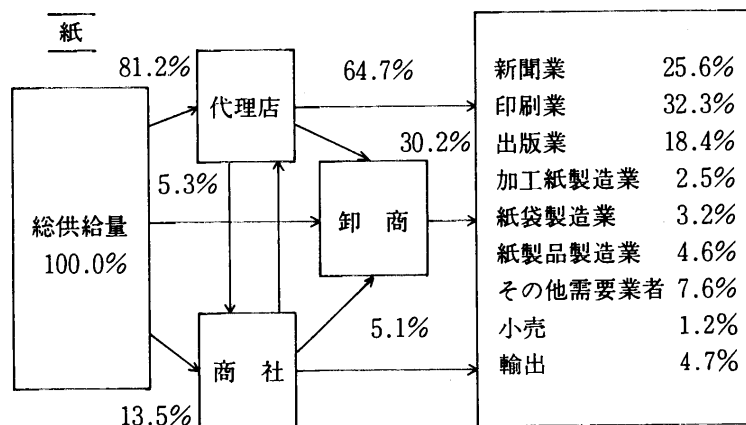 紙
81.2%
代理店
64.7%
30.2%
5.3%
総供給量
100.0%
卸商
5.1%
商社
13.5%
新聞業 25.6%
印刷業 32.3%
出版業 18.4%
加工紙製造業 2.5%
紙袋製造業 3.2%
紙製品製造業 4.6%
その他需要業者 7.6%
小売 1.2%
輸出 4.7%